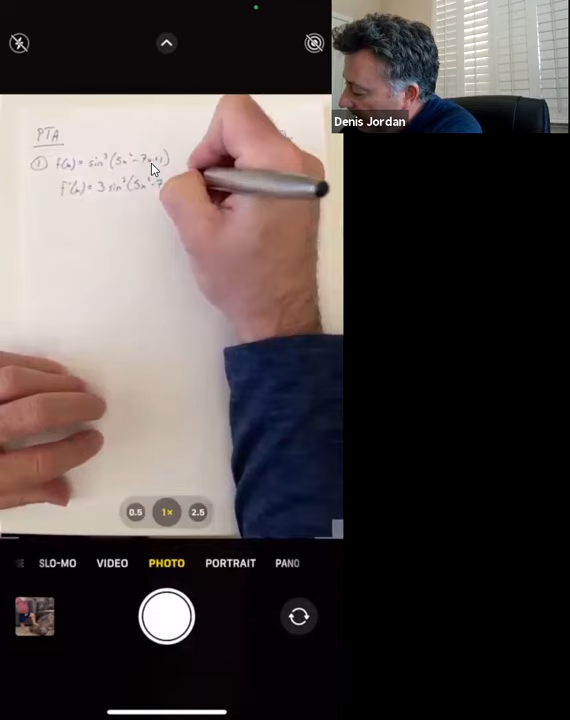 Denis Jordan
PTA
① f(x) = sin³(5x² - 7x + 1)
f'(x) = 3 sin²(5x² - 7
0.5 1× 2.5
SLO-MO VIDEO PHOTO PORTRAIT PANO